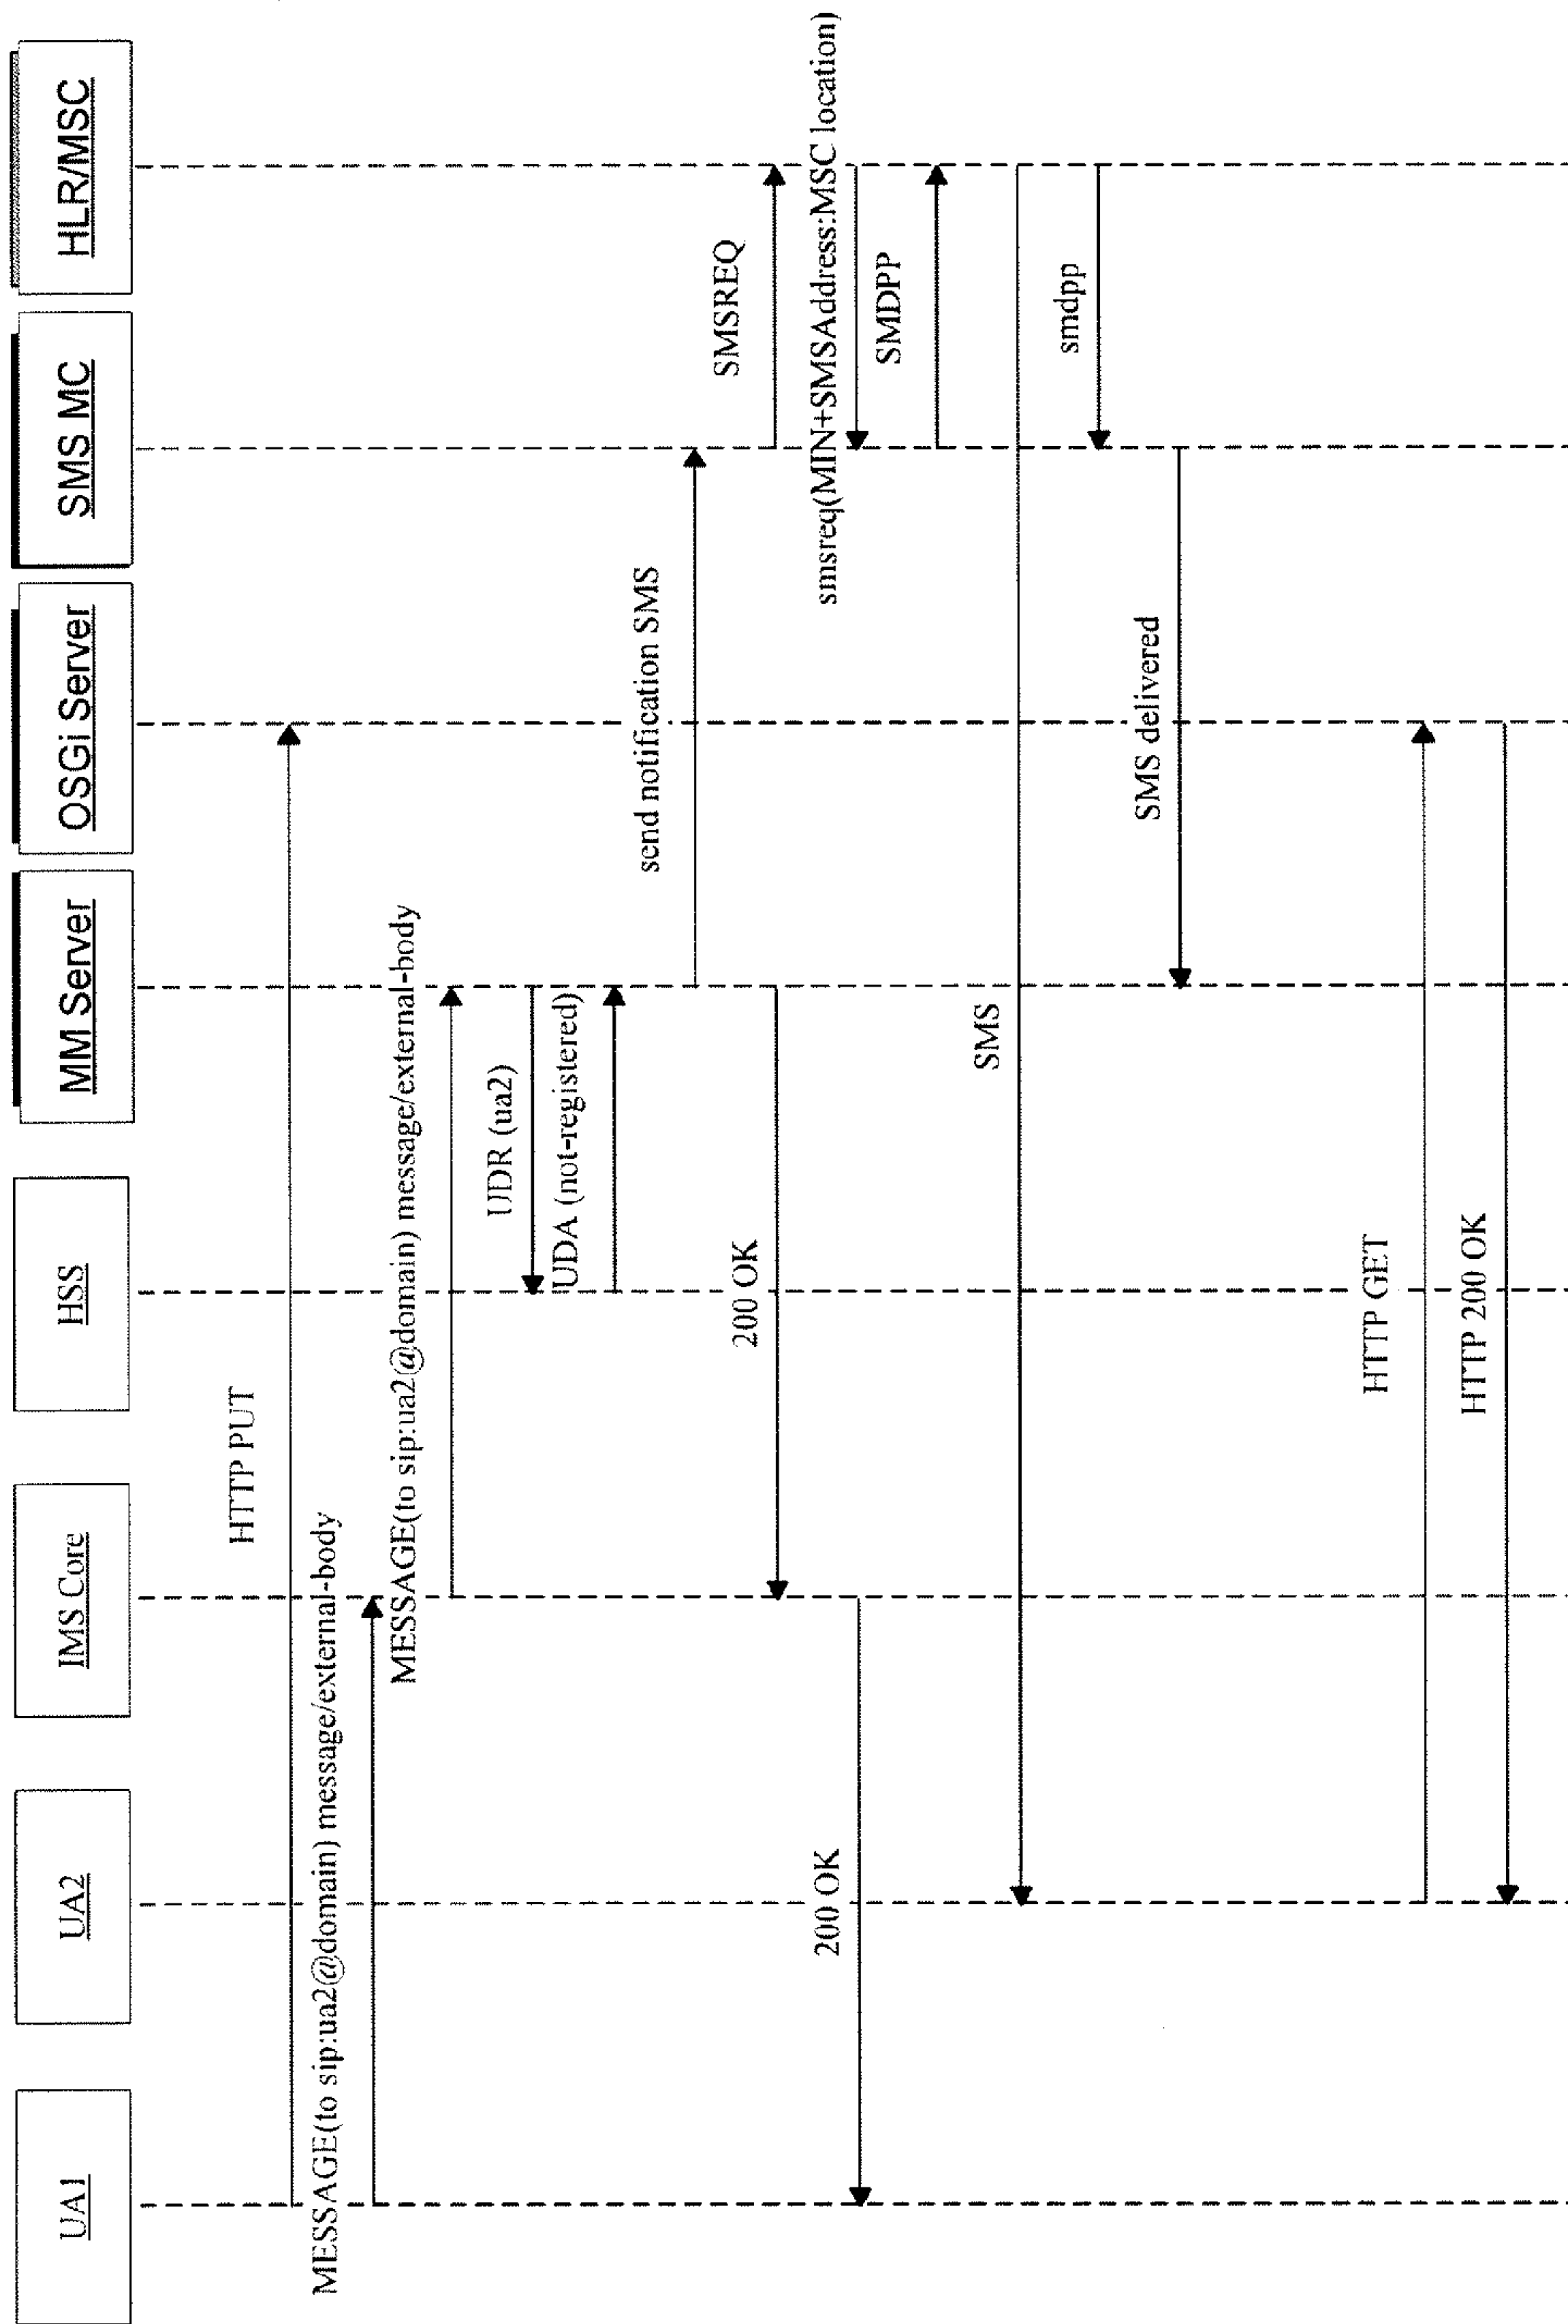 UA1
UA2
IMS Core
HSS
MM Server
OSGi Server
SMS MC
HLR/MSC
HTTP PUT
MESSAGE(to sip:ua2@domain) message/external-body
MESSAGE(to sip:ua2@domain) message/external-body
UDR (ua2)
UDA (not-registered)
send notification SMS
200 OK
SMSREQ
200 OK
smsreq(MIN+SMSAddress:MSC location)
SMDPP
SMS
smdpp
SMS delivered
HTTP GET
HTTP 200 OK